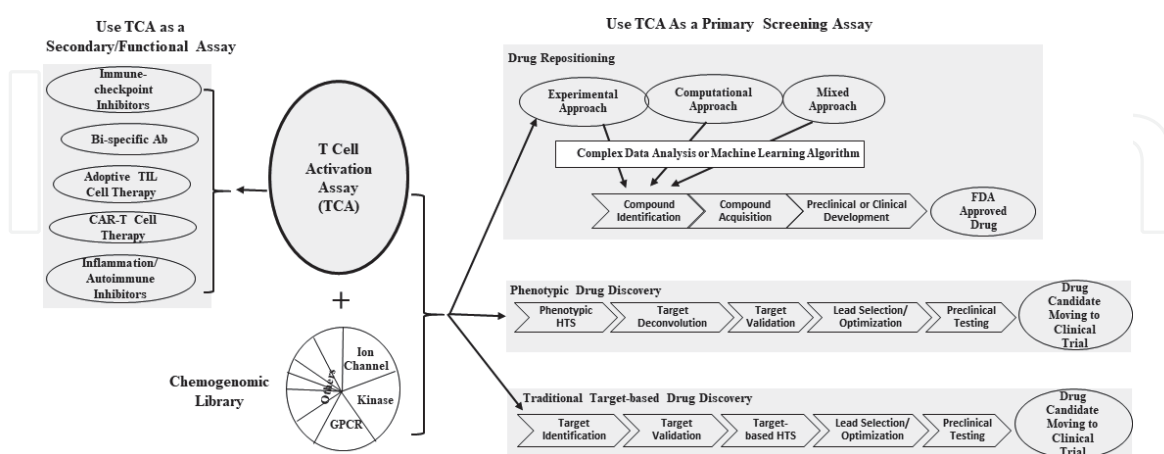 Use TCA as a
Secondary/Functional Assay
Immune-
checkpoint
Inhibitors
Bi-specific Ab
Adoptive TIL
Cell Therapy
CAR-T Cell
Therapy
Inflammation/
Autoimmune
Inhibitors
T Cell
Activation
Assay
(TCA)
+
Chemogenomic
Library
Ion
Channel
Kinase
GPCR
Others
Use TCA As a Primary Screening Assay
Drug Repositioning
Experimental
Approach
Computational
Approach
Mixed
Approach
Complex Data Analysis or Machine Learning Algorithm
Compound
Identification
Compound
Acquisition
Preclinical or Clinical
Development
FDA
Approved
Drug
Phenotypic Drug Discovery
Phenotypic
HTS
Target
Deconvolution
Target
Validation
Lead Selection/
Optimization
Preclinical
Testing
Drug
Candidate
Moving to
Clinical
Trial
Traditional Target-based Drug Discovery
Target
Identification
Target
Validation
Target-
based HTS
Lead Selection/
Optimization
Preclinical
Testing
Drug
Candidate
Moving to
Clinical
Trial